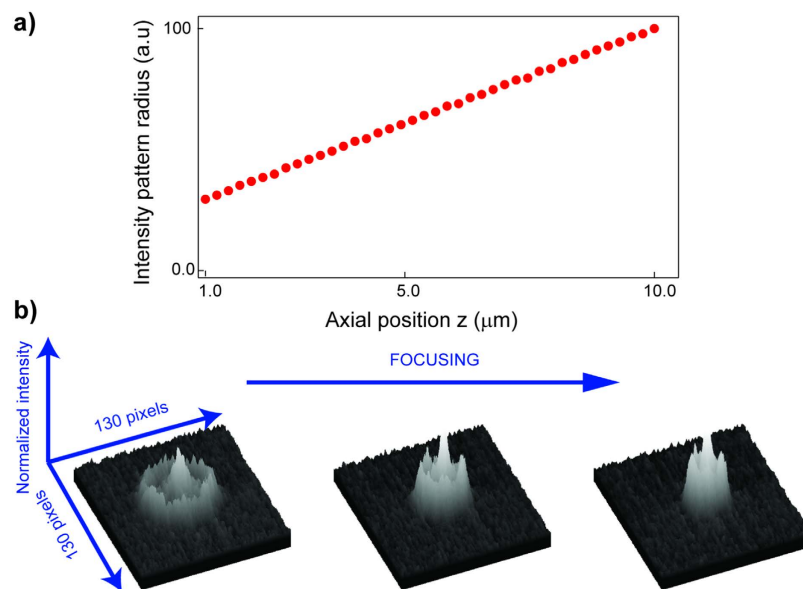 a)
Intensity pattern radius (a.u)
100
0.0
1.0
5.0
10.0
Axial position z (μm)
b)
Normalized intensity
130 pixels
130 pixels
FOCUSING